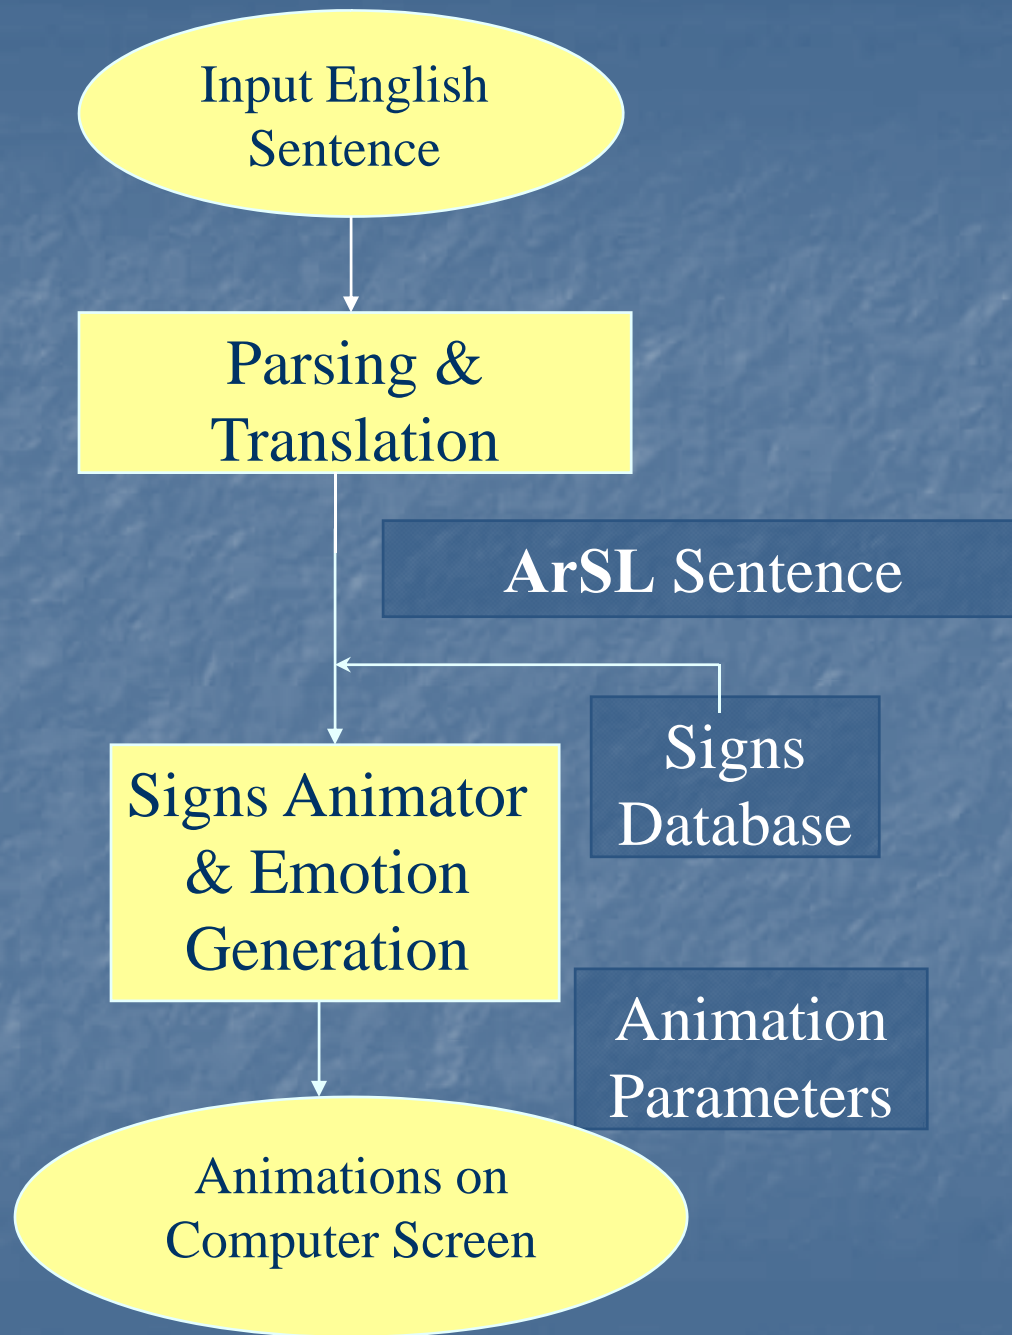 Input English
Sentence
Parsing &
Translation
ArSL Sentence
Signs
Database
Signs Animator
& Emotion
Generation
Animation
Parameters
Animations on
Computer Screen